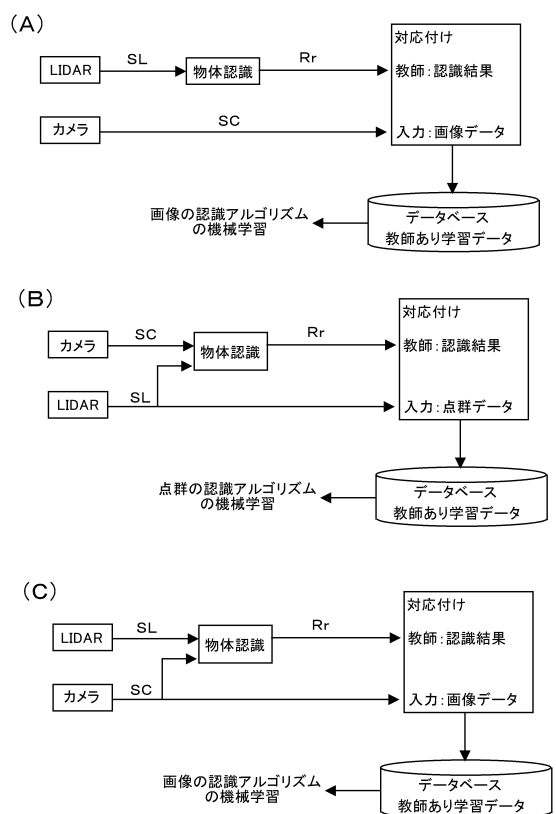 (A)
LIDAR
SL
物体認識
Rr
対応付け
教師：認識結果
カメラ
SC
入力：画像データ
データベース
教師あり学習データ
画像の認識アルゴリズム
の機械学習
(B)
カメラ
SC
物体認識
Rr
対応付け
教師：認識結果
LIDAR
SL
入力：点群データ
データベース
教師あり学習データ
点群の認識アルゴリズム
の機械学習
(C)
LIDAR
SL
物体認識
Rr
対応付け
教師：認識結果
カメラ
SC
入力：画像データ
データベース
教師あり学習データ
画像の認識アルゴリズム
の機械学習